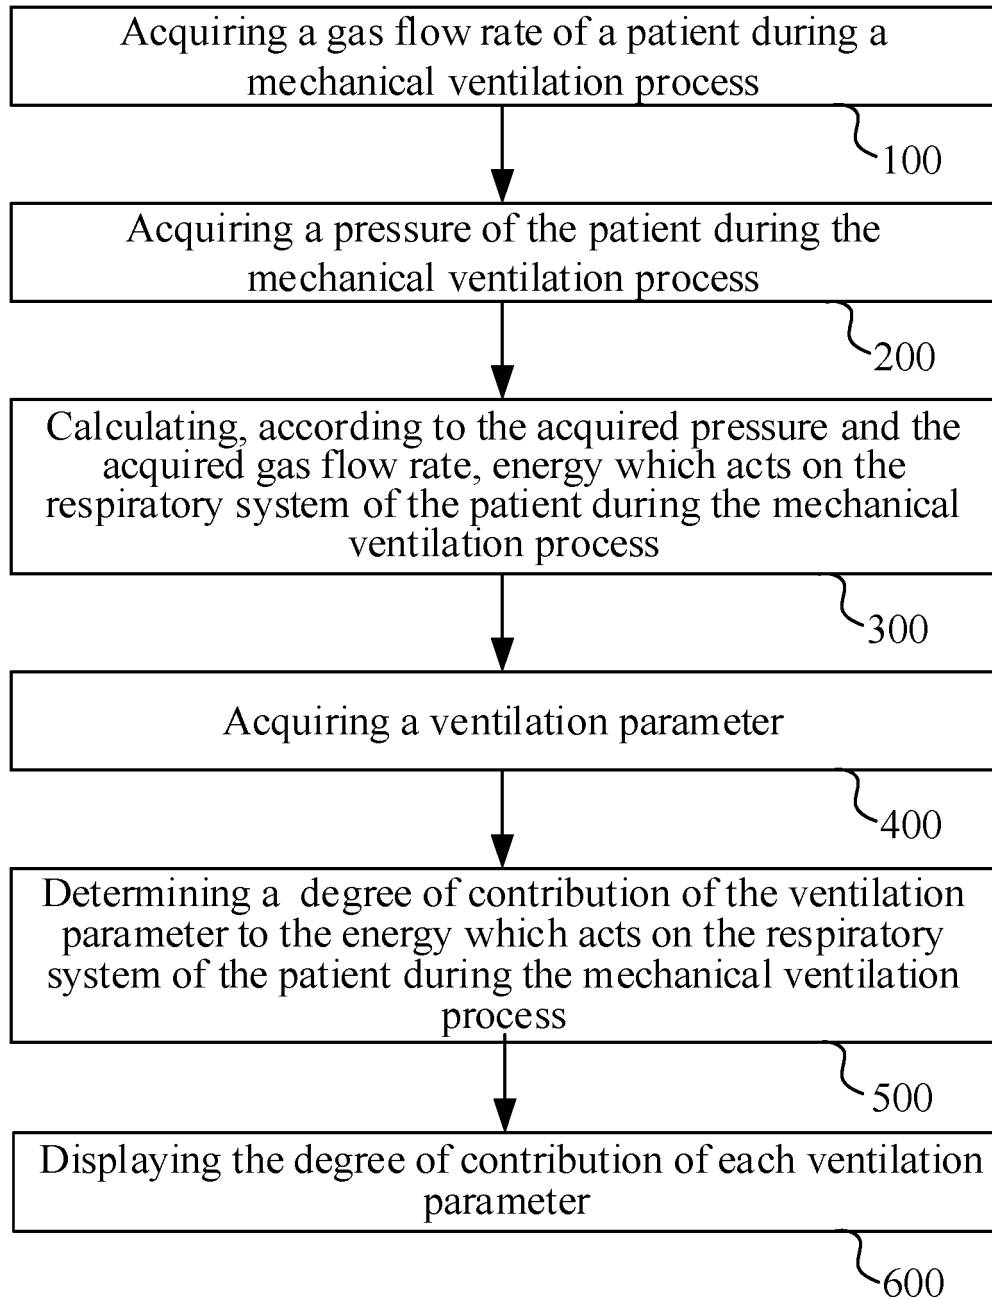 Acquiring a gas flow rate of a patient during a
mechanical ventilation process
100
Acquiring a pressure of the patient during the
mechanical ventilation process
200
Calculating, according to the acquired pressure and the
acquired gas flow rate, energy which acts on the
respiratory system of the patient during the mechanical
ventilation process
300
Acquiring a ventilation parameter
400
Determining a degree of contribution of the ventilation
parameter to the energy which acts on the respiratory
system of the patient during the mechanical ventilation
process
500
Displaying the degree of contribution of each ventilation
parameter
600